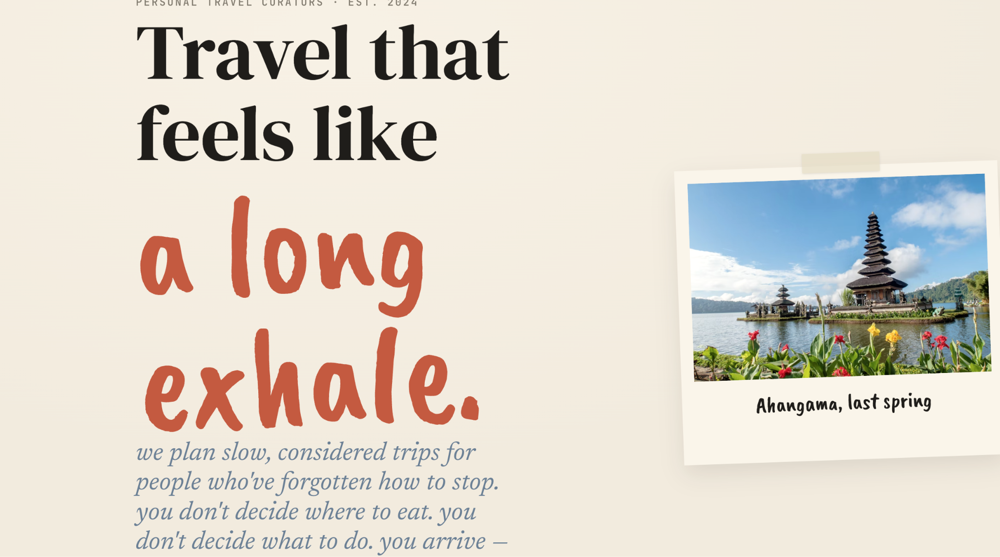 PERSONAL TRAVEL CURATORS · EST. 2024
Travel that
feels like
a long
exhale.
we plan slow, considered trips for
people who've forgotten how to stop.
you don't decide where to eat. you
don't decide what to do. you arrive —
Ahangama, last spring